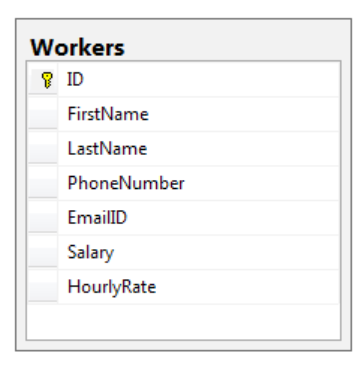 Workers
ID
FirstName
LastName
PhoneNumber
EmailID
Salary
HourlyRate